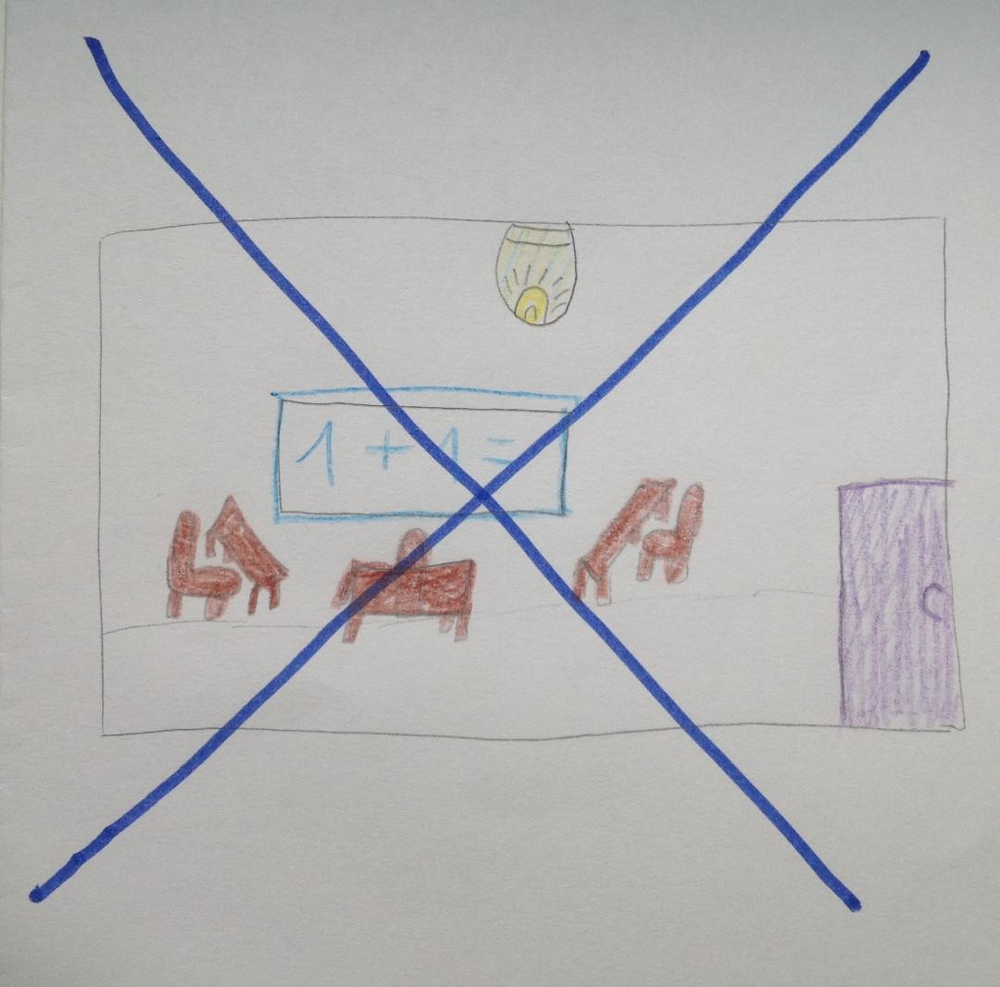 1 + 1 =